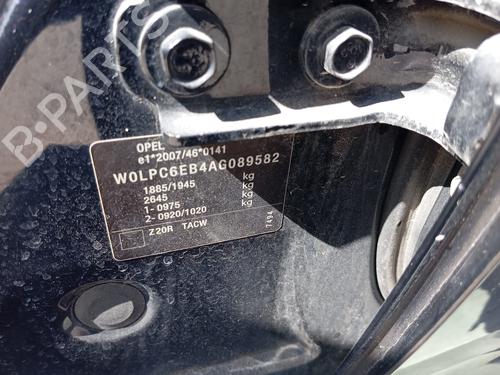 B-PARTS
OPEL
e1*2007/46*0141
W0LPC6EB4AG089582
1885/1945 kg
2645 kg
1- 0975 kg
2- 0920/1020 kg
Z20R TACW
7494